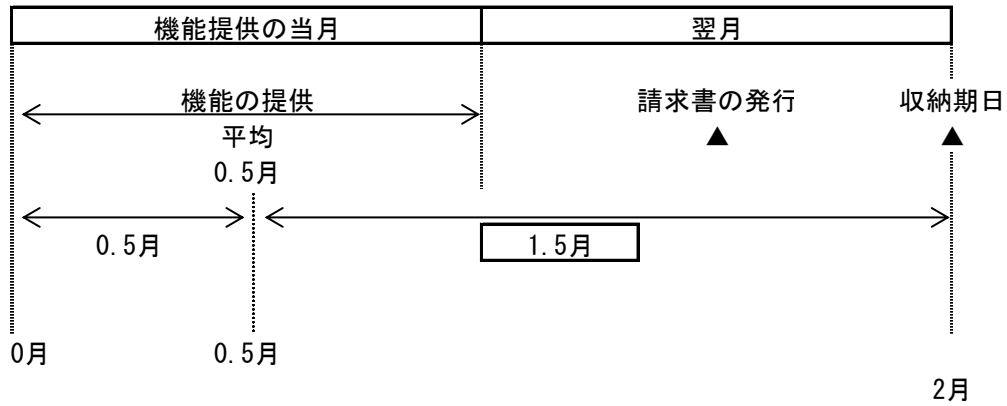 機能提供の当月 翌月
機能の提供 請求書の発行 収納期日
平均 ▲ ▲
0.5月
0.5月 1.5月
0月 0.5月
2月